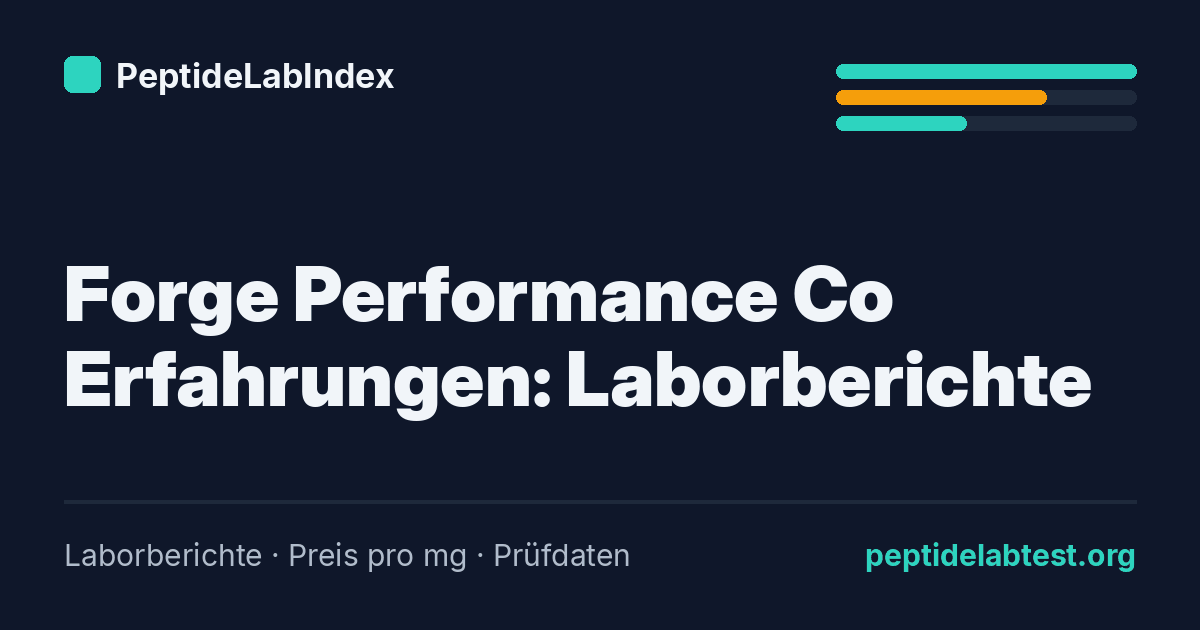 PeptideLabIndex
Forge Performance Co
Erfahrungen: Laborberichte
Laborberichte · Preis pro mg · Prüfdaten
peptidelabtest.org